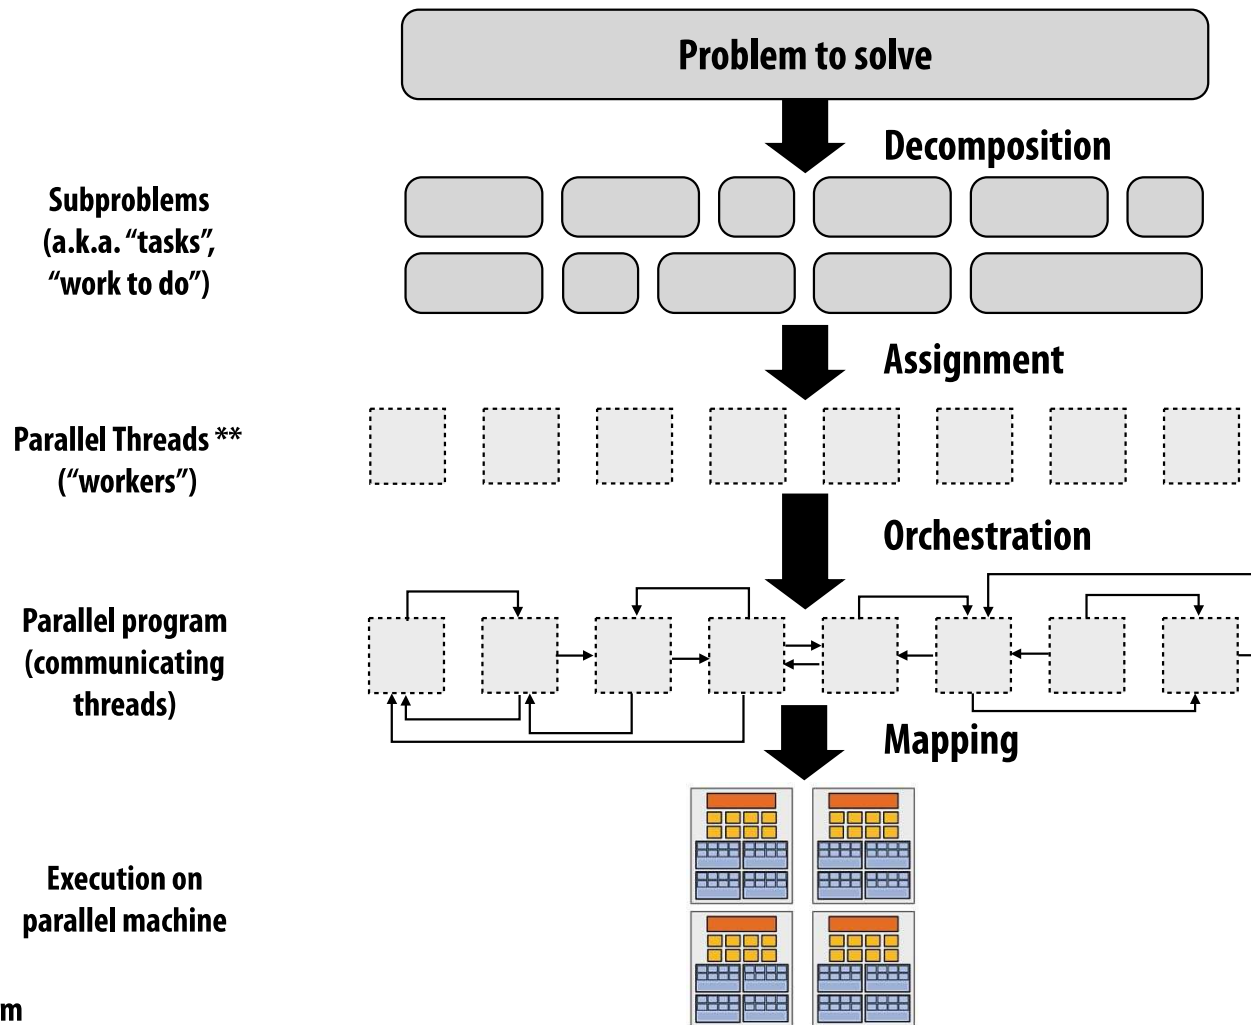 Problem to solve
Decomposition
Subproblems
(a.k.a. “tasks”,
“work to do”)
Assignment
Parallel Threads **
(“workers”)
Orchestration
Parallel program
(communicating
threads)
Mapping
Execution on
parallel machine
m